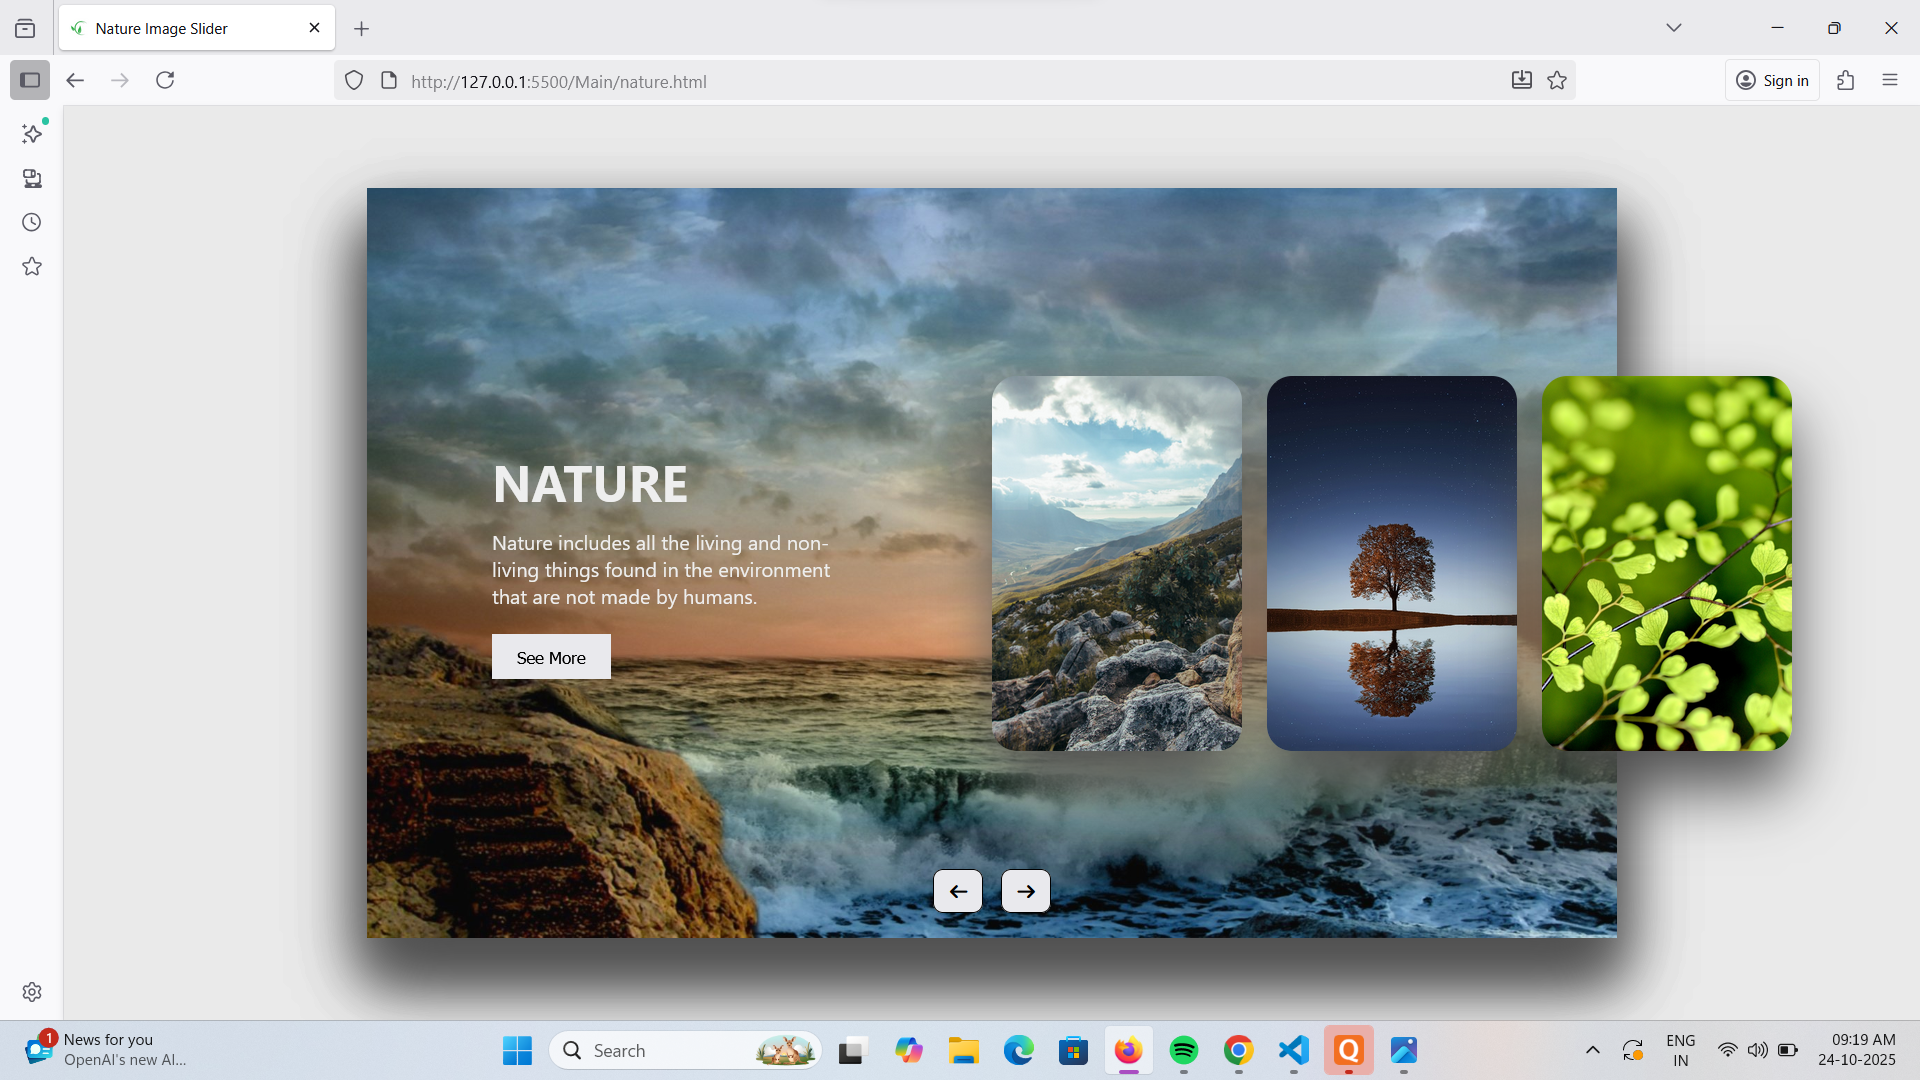 Nature Image Slider
http://127.0.0.1:5500/Main/nature.html
Sign in
NATURE
Nature includes all the living and non-
living things found in the environment
that are not made by humans.
See More
1
News for you
OpenAI's new AI...
Search
Q
ENG
IN
09:19 AM
24-10-2025